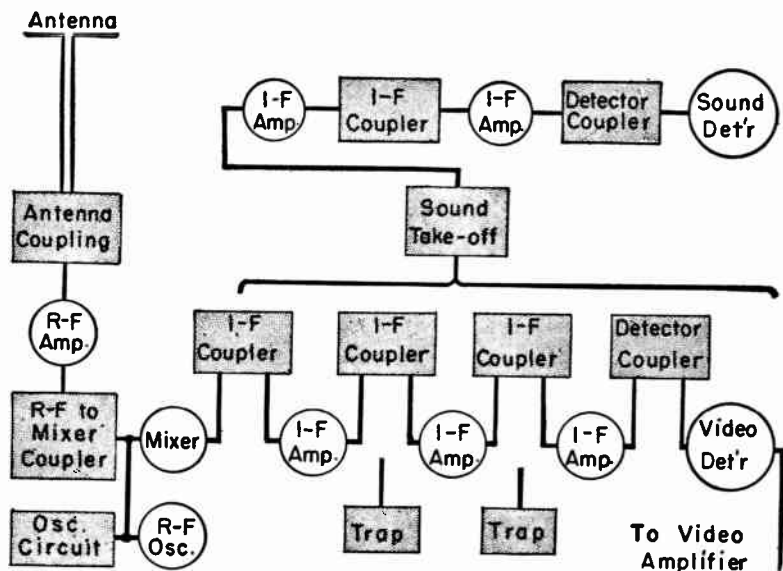 Antenna
I-F
Amp.
I-F
Coupler
I-F
Amp.
Detector
Coupler
Sound
Det'r
Antenna
Coupling
Sound
Take-off
R-F
Amp.
I-F
Coupler
I-F
Coupler
I-F
Coupler
Detector
Coupler
R-F to
Mixer
Coupler
Mixer
I-F
Amp.
I-F
Amp.
I-F
Amp.
Video
Det'r
Osc.
Circuit
R-F
Osc.
Trap
Trap
To Video
Amplifier